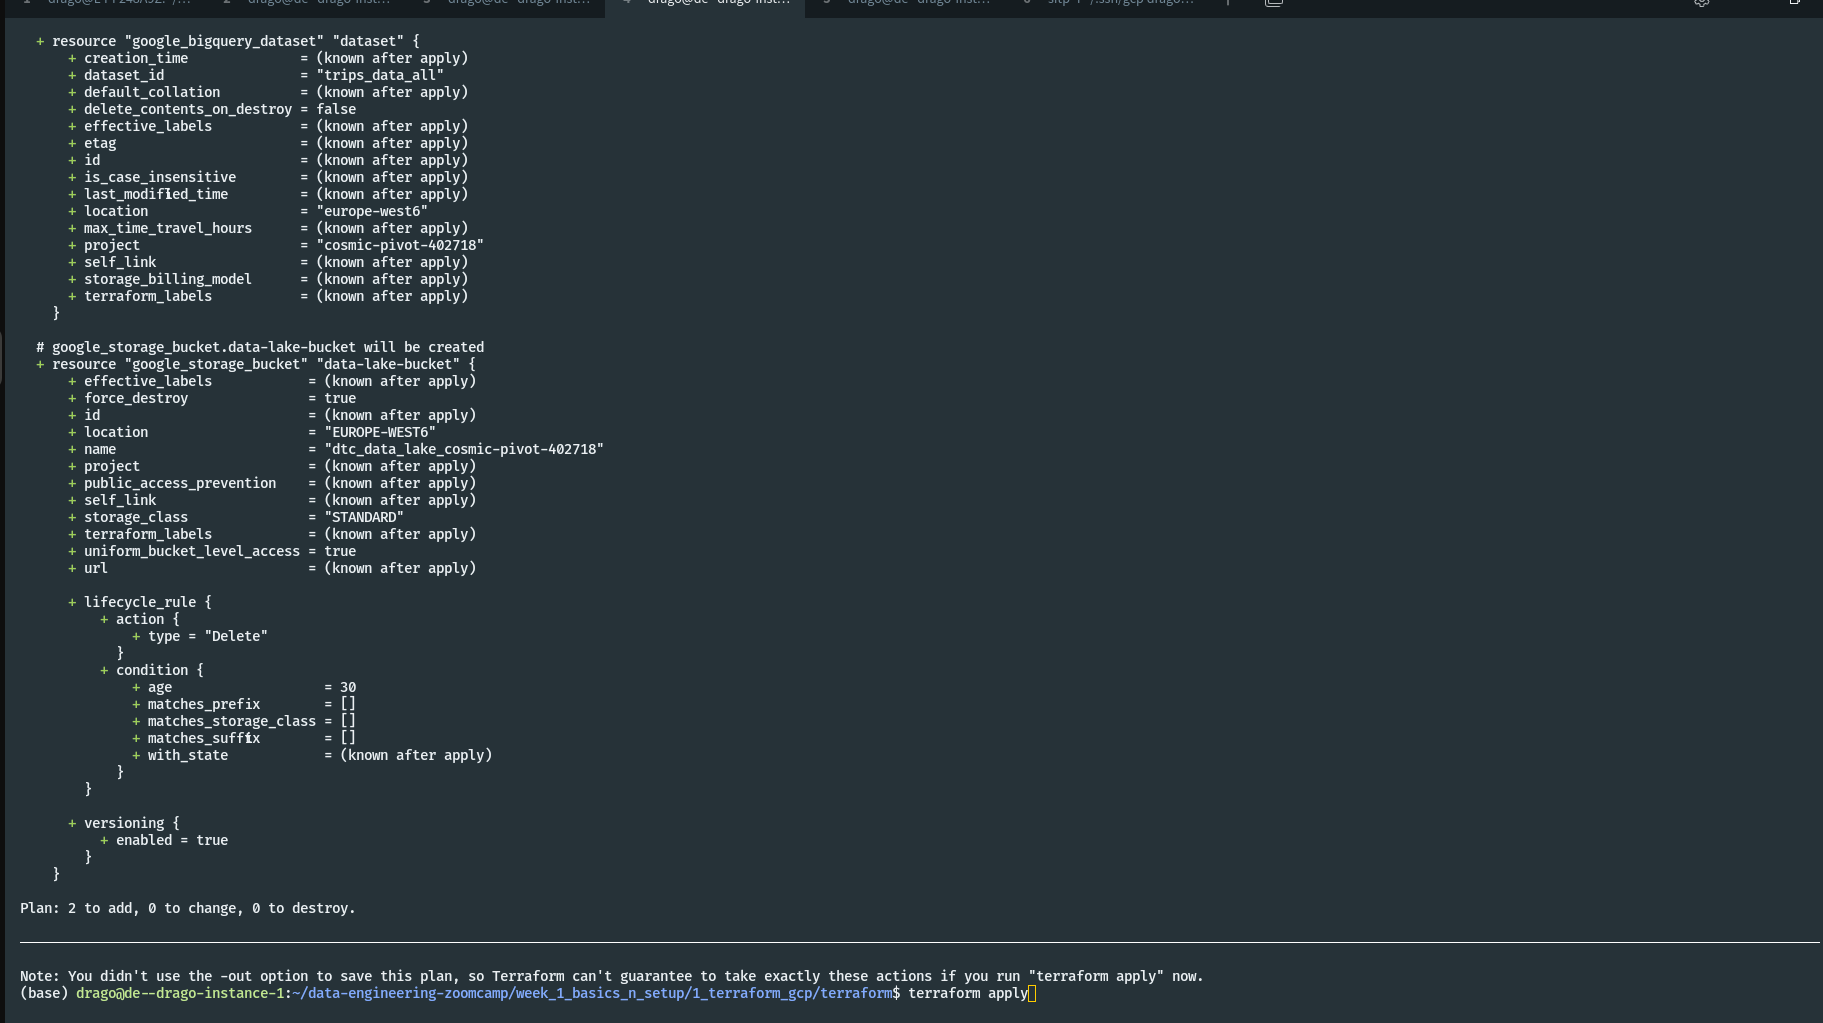 + resource "google_bigquery_dataset" "dataset" {
+ creation_time = (known after apply)
+ dataset_id = "trips_data_all"
+ default_collation = (known after apply)
+ delete_contents_on_destroy = false
+ effective_labels = (known after apply)
+ etag = (known after apply)
+ id = (known after apply)
+ is_case_insensitive = (known after apply)
+ last_modified_time = (known after apply)
+ location = "europe-west6"
+ max_time_travel_hours = (known after apply)
+ project = "cosmic-pivot-402718"
+ self_link = (known after apply)
+ storage_billing_model = (known after apply)
+ terraform_labels = (known after apply)
}
# google_storage_bucket.data-lake-bucket will be created
+ resource "google_storage_bucket" "data-lake-bucket" {
+ effective_labels = (known after apply)
+ force_destroy = true
+ id = (known after apply)
+ location = "EUROPE-WEST6"
+ name = "dtc_data_lake_cosmic-pivot-402718"
+ project = (known after apply)
+ public_access_prevention = (known after apply)
+ self_link = (known after apply)
+ storage_class = "STANDARD"
+ terraform_labels = (known after apply)
+ uniform_bucket_level_access = true
+ url = (known after apply)
+ lifecycle_rule {
+ action {
+ type = "Delete"
}
+ condition {
+ age = 30
+ matches_prefix = []
+ matches_storage_class = []
+ matches_suffix = []
+ with_state = (known after apply)
}
}
+ versioning {
+ enabled = true
}
}
Plan: 2 to add, 0 to change, 0 to destroy.
Note: You didn't use the -out option to save this plan, so Terraform can't guarantee to take exactly these actions if you run "terraform apply" now.
(base) drago@de--drago-instance-1:~/data-engineering-zoomcamp/week_1_basics_n_setup/1_terraform_gcp/terraform$ terraform apply